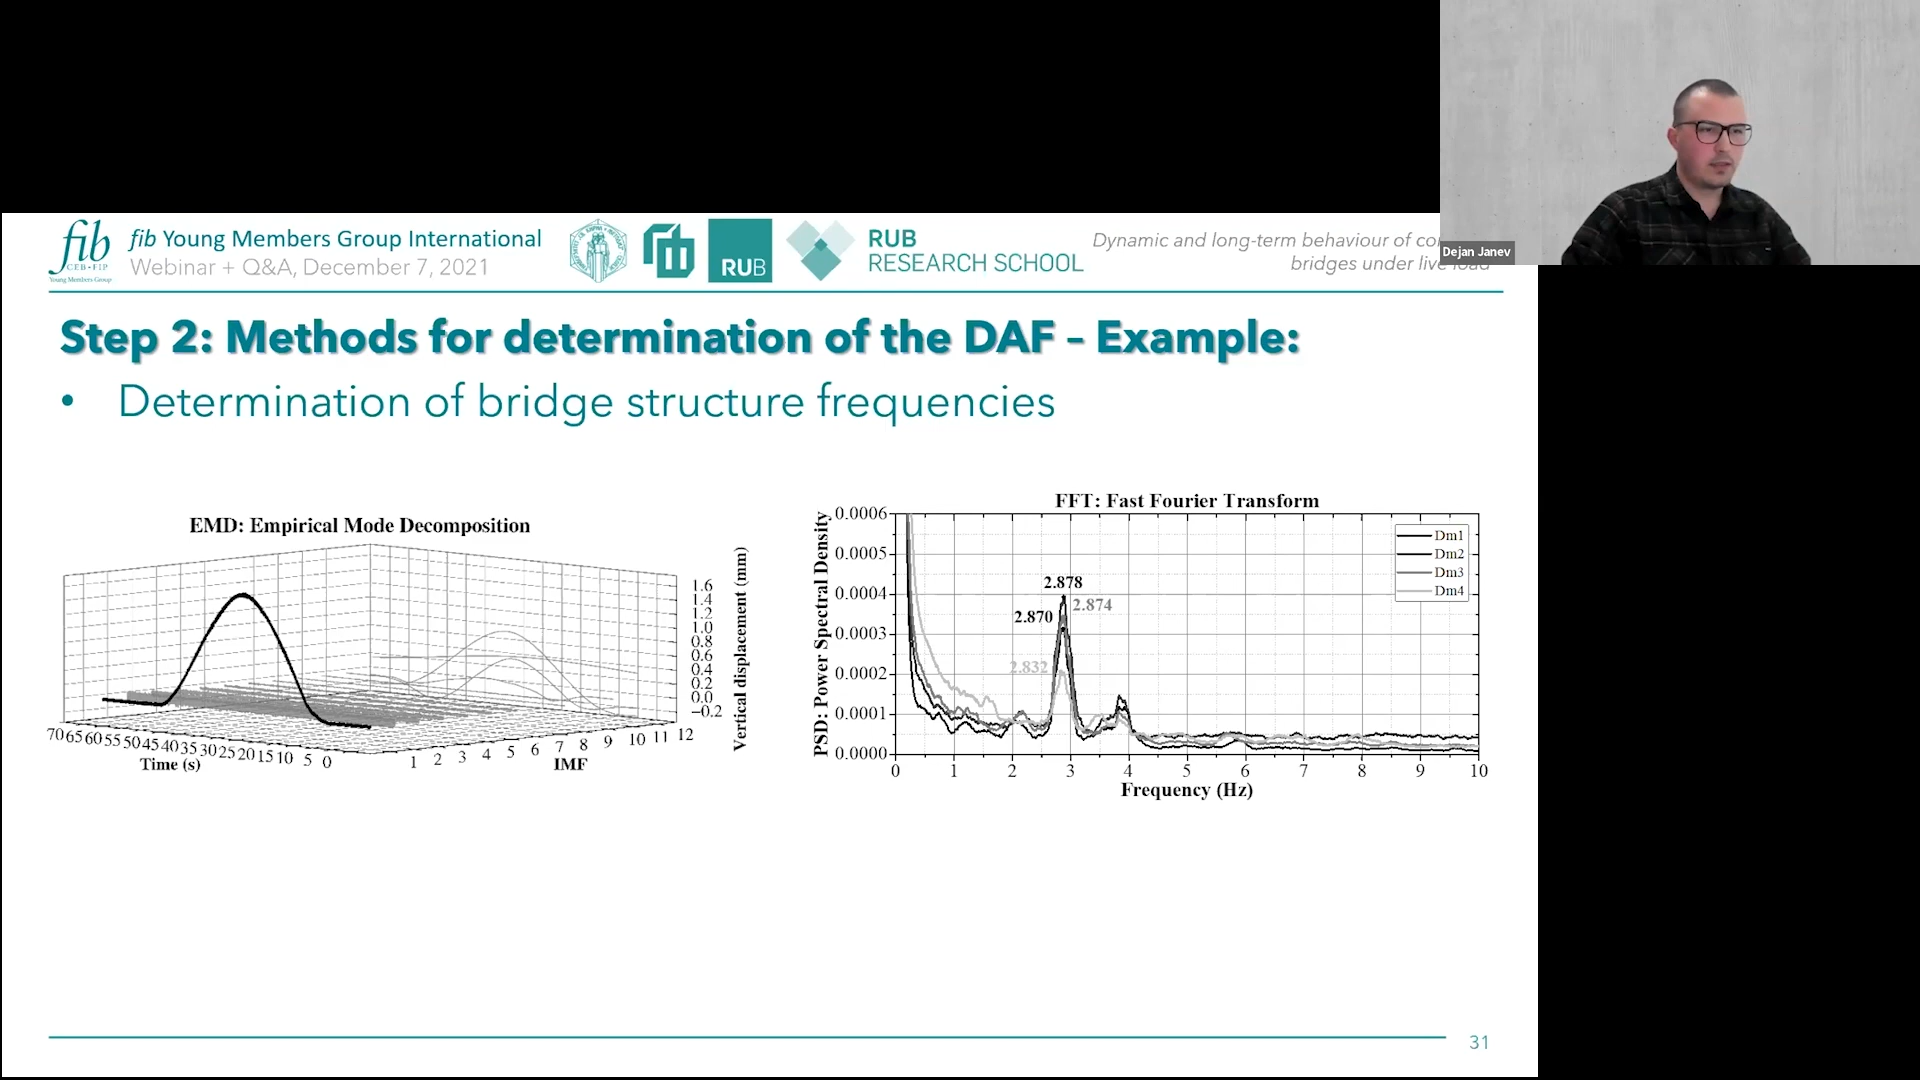 fib
CEB-FIP
Young Members Group
fib Young Members Group International
Webinar + Q&A, December 7, 2021
RUB
RUB
RESEARCH SCHOOL
Dynamic and long-term behaviour of
bridges under live load
Dejan Janev
Step 2: Methods for determination of the DAF – Example:
• Determination of bridge structure frequencies
EMD: Empirical Mode Decomposition
1.6
1.4
1.2
1.0
0.8
0.6
0.4
0.2
0.0
−0.2
Vertical displacement (mm)
70 65 60 55 50 45 40 35 30 25 20 15 10 5 0
Time (s)
1 2 3 4 5 6 7 8 9 10 11 12
IMF
FFT: Fast Fourier Transform
PSD: Power Spectral Density
0.0006
0.0005
0.0004
0.0003
0.0002
0.0001
0.0000
Dm1
Dm2
Dm3
Dm4
2.878
2.874
2.870
2.832
0 1 2 3 4 5 6 7 8 9 10
Frequency (Hz)
31